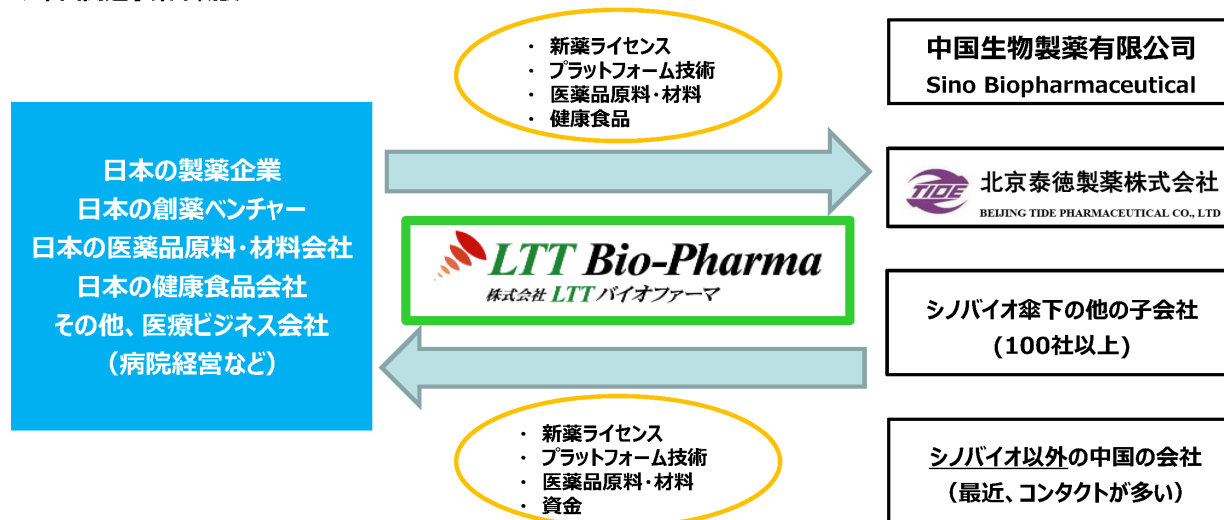 ・ 新薬ライセンス
・ プラットフォーム技術
・ 医薬品原料・材料
・ 健康食品
中国生物製薬有限公司
Sino Biopharmaceutical
日本の製薬企業
日本の創薬ベンチャー
日本の医薬品原料・材料会社
日本の健康食品会社
その他、医療ビジネス会社
（病院経営など）
TIDE
北京泰徳製薬株式会社
BEIJING TIDE PHARMACEUTICAL CO., LTD
LTT Bio-Pharma
株式会社 LTT バイオファーマ
シノバイオ傘下の他の子会社
(100社以上)
・ 新薬ライセンス
・ プラットフォーム技術
・ 医薬品原料・材料
・ 資金
シノバイオ以外の中国の会社
（最近、コンタクトが多い）